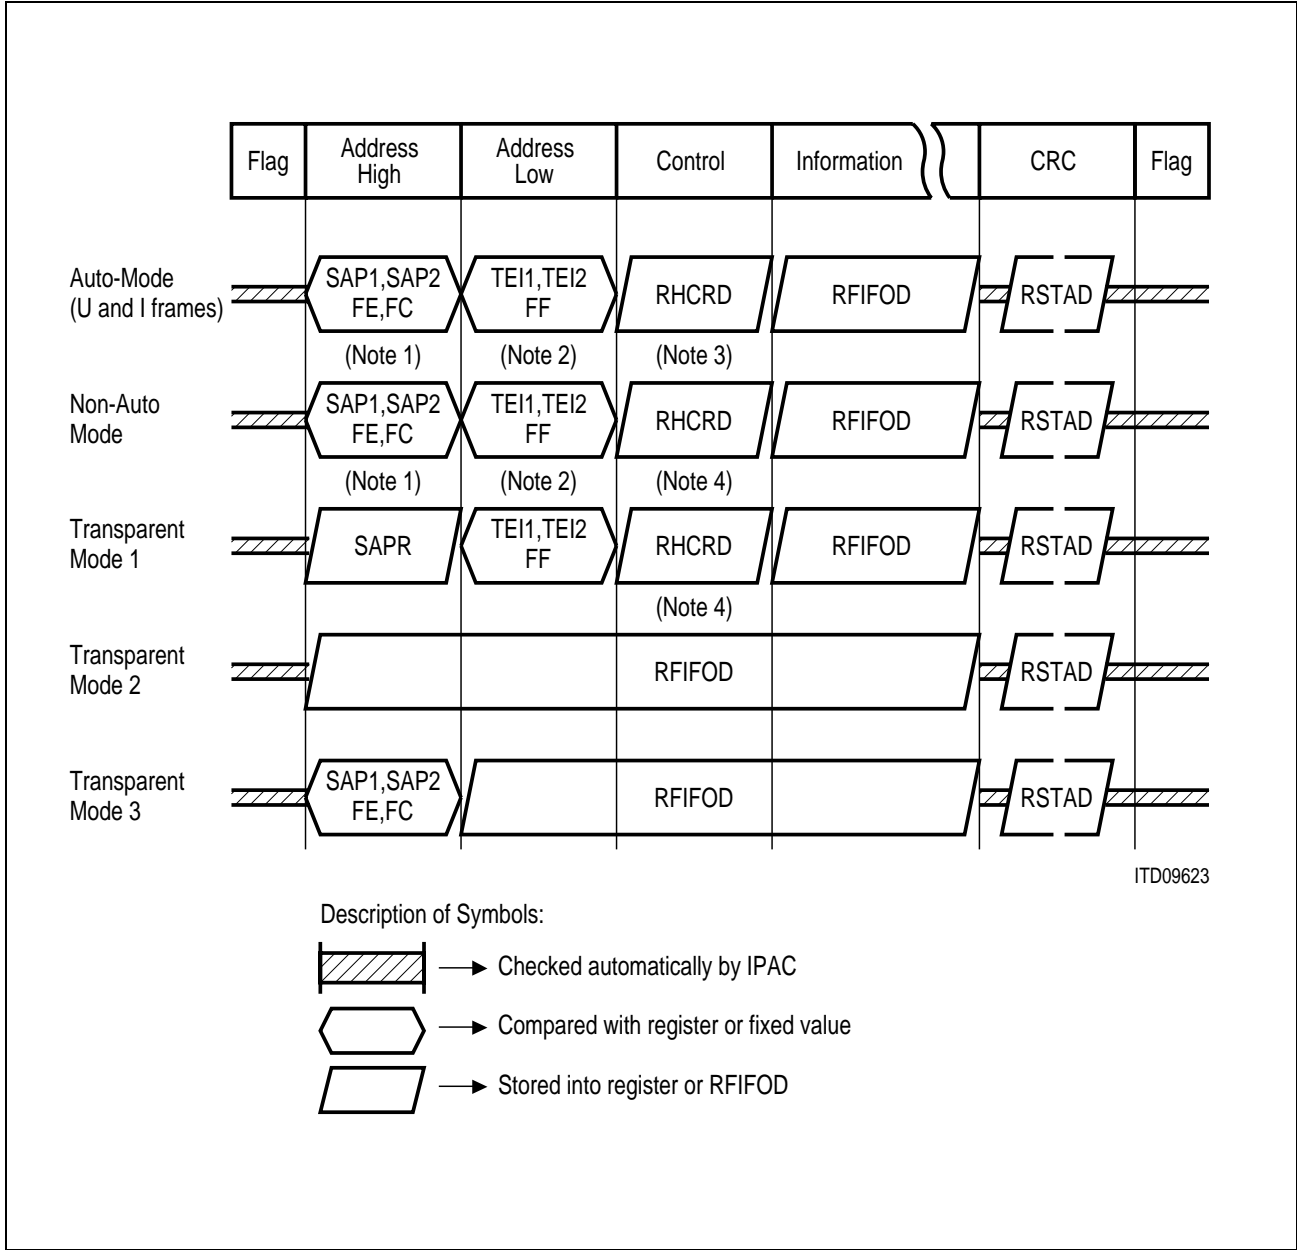 Flag Address High Address Low Control Information CRC Flag
Auto-Mode
(U and I frames)
SAP1,SAP2
FE,FC
TEI1,TEI2
FF
RHCRD
RFIFOD
RSTAD
(Note 1)
(Note 2)
(Note 3)
Non-Auto
Mode
SAP1,SAP2
FE,FC
TEI1,TEI2
FF
RHCRD
RFIFOD
RSTAD
(Note 1)
(Note 2)
(Note 4)
Transparent
Mode 1
SAPR
TEI1,TEI2
FF
RHCRD
RFIFOD
RSTAD
(Note 4)
Transparent
Mode 2
RFIFOD
RSTAD
Transparent
Mode 3
SAP1,SAP2
FE,FC
RFIFOD
RSTAD
ITD09623
Description of Symbols:
Checked automatically by IPAC
Compared with register or fixed value
Stored into register or RFIFOD